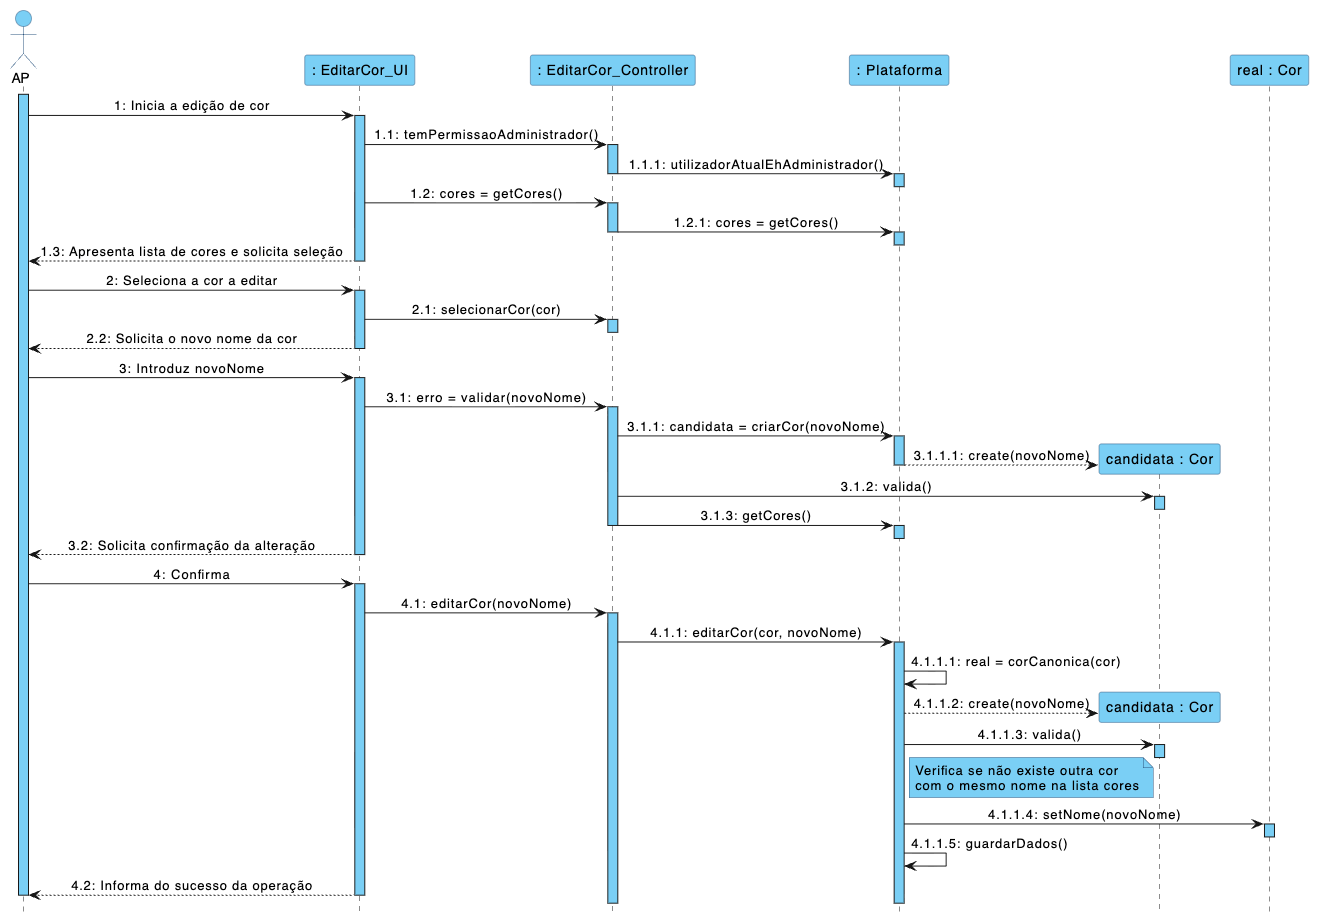 AP
: EditarCor_UI
: EditarCor_Controller
: Plataforma
real : Cor
1: Inicia a edição de cor
1.1: temPermissaoAdministrador()
1.1.1: utilizadorAtualEhAdministrador()
1.2: cores = getCores()
1.2.1: cores = getCores()
1.3: Apresenta lista de cores e solicita seleção
2: Seleciona a cor a editar
2.1: selecionarCor(cor)
2.2: Solicita o novo nome da cor
3: Introduz novoNome
3.1: erro = validar(novoNome)
3.1.1: candidata = criarCor(novoNome)
3.1.1.1: create(novoNome)
candidata : Cor
3.1.2: valida()
3.1.3: getCores()
3.2: Solicita confirmação da alteração
4: Confirma
4.1: editarCor(novoNome)
4.1.1: editarCor(cor, novoNome)
4.1.1.1: real = corCanonica(cor)
4.1.1.2: create(novoNome)
candidata : Cor
4.1.1.3: valida()
Verifica se não existe outra cor
com o mesmo nome na lista cores
4.1.1.4: setNome(novoNome)
4.1.1.5: guardarDados()
4.2: Informa do sucesso da operação